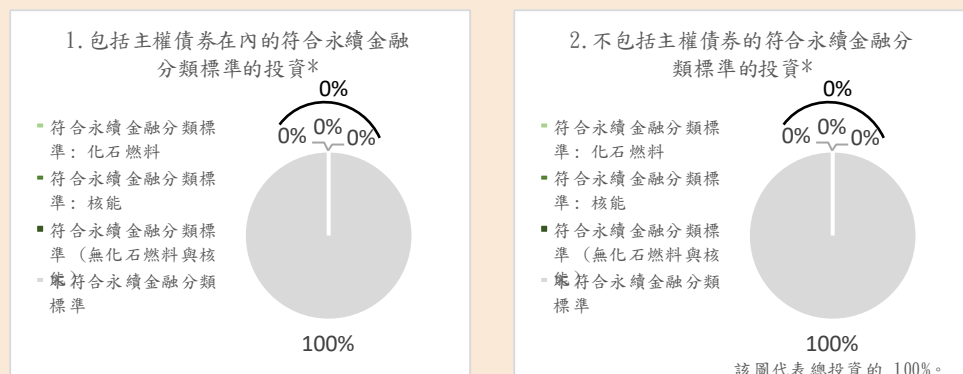 1.包括主權債券在內的符合永續金融
分類標準的投資*
0%
0% 0% 0%
符合永續金融分類標
準：化石燃料
符合永續金融分類標
準：核能
符合永續金融分類標
準（無化石燃料與核
能）
未符合永續金融分類
標準
100%
2.不包括主權債券的符合永續金融分
類標準的投資*
0%
0% 0% 0%
符合永續金融分類標
準：化石燃料
符合永續金融分類標
準：核能
符合永續金融分類標
準（無化石燃料與核
能）
未符合永續金融分類
標準
100%
該圖代表總投資的 100%。